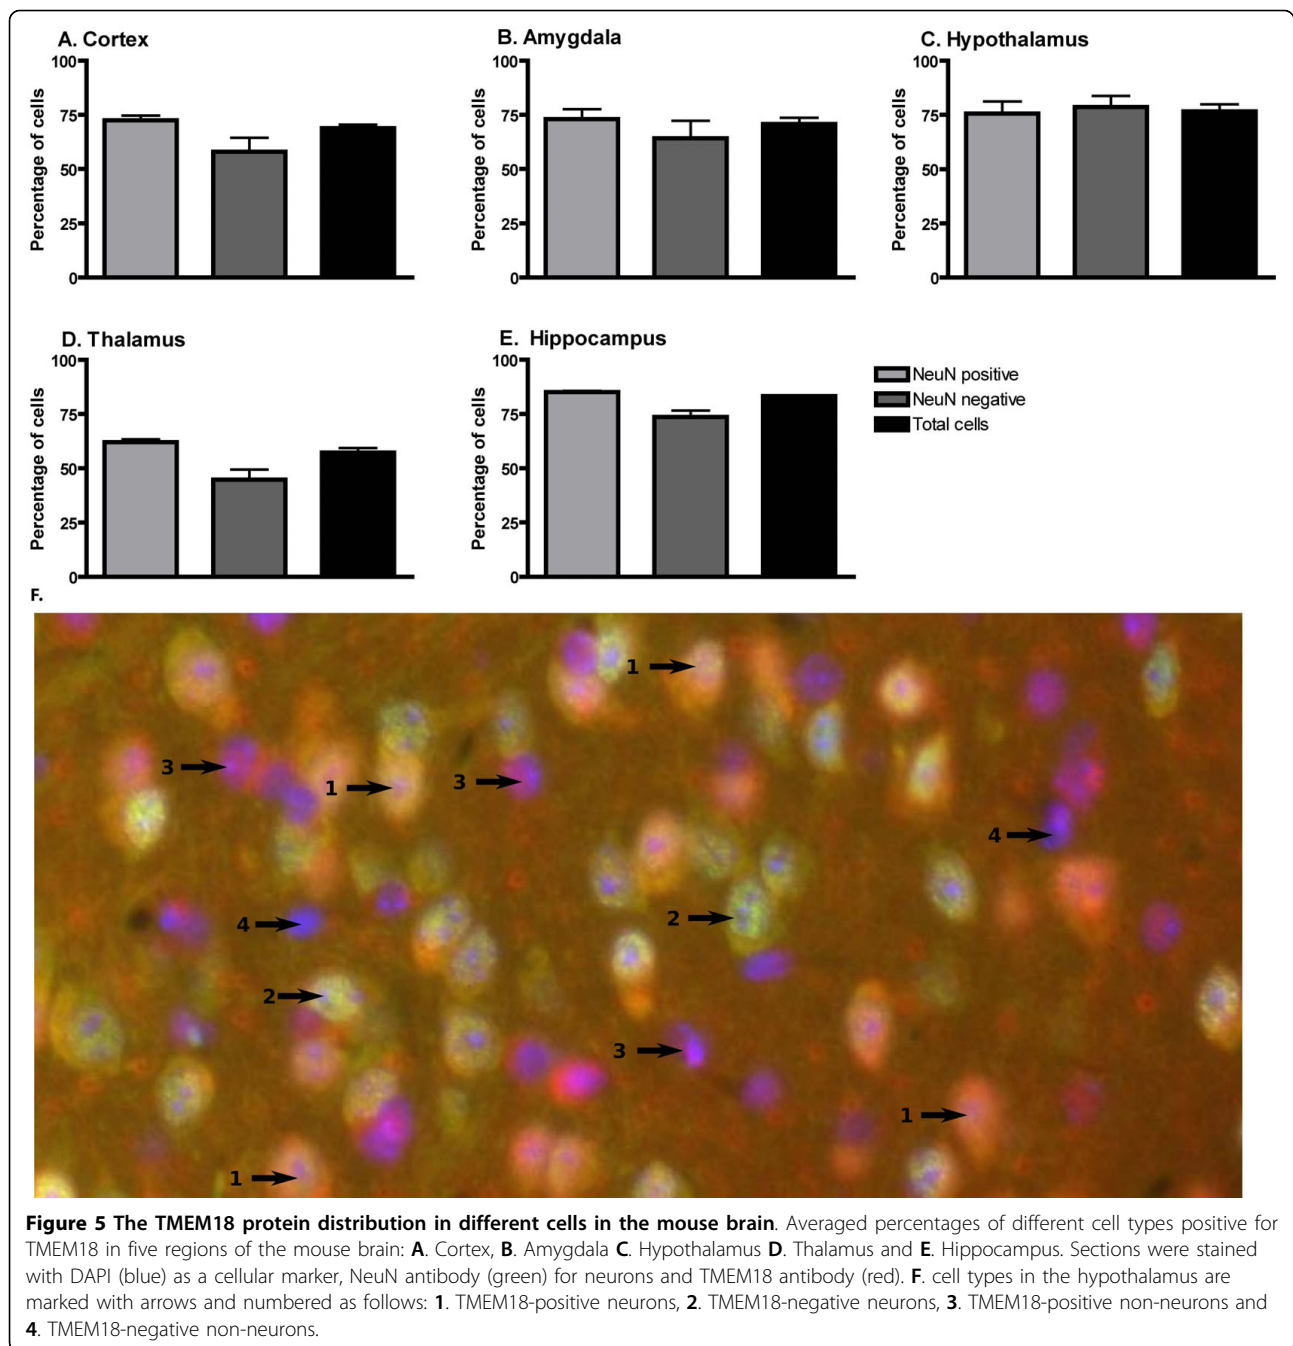 A. Cortex
100
75
50
25
0
Percentage of cells
B. Amygdala
100
75
50
25
0
Percentage of cells
C. Hypothalamus
100
75
50
25
0
Percentage of cells
D. Thalamus
100
75
50
25
0
Percentage of cells
E. Hippocampus
100
75
50
25
0
Percentage of cells
NeuN positive
NeuN negative
Total cells
F.
1
3
1
3
4
4
2
2
3
1
1
Figure 5 The TMEM18 protein distribution in different cells in the mouse brain. Averaged percentages of different cell types positive for
TMEM18 in five regions of the mouse brain: A. Cortex, B. Amygdala C. Hypothalamus D. Thalamus and E. Hippocampus. Sections were stained
with DAPI (blue) as a cellular marker, NeuN antibody (green) for neurons and TMEM18 antibody (red). F. cell types in the hypothalamus are
marked with arrows and numbered as follows: 1. TMEM18-positive neurons, 2. TMEM18-negative neurons, 3. TMEM18-positive non-neurons and
4. TMEM18-negative non-neurons.